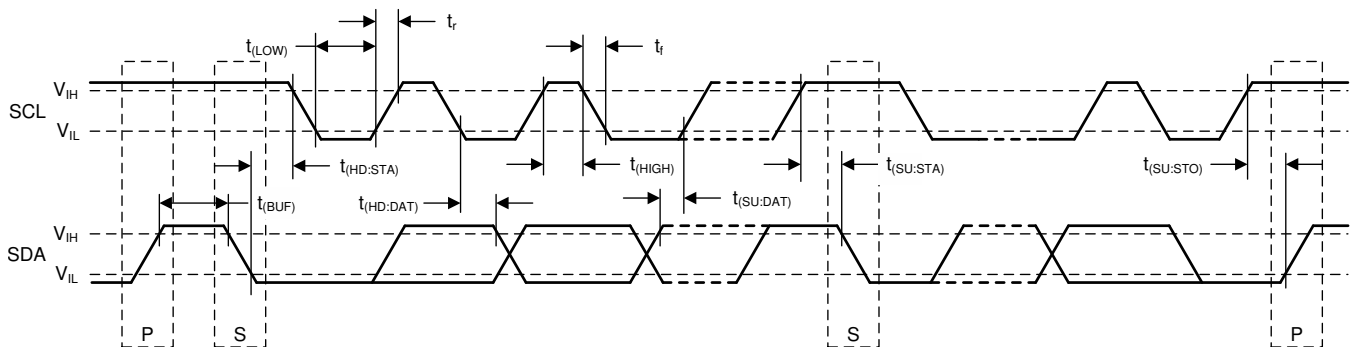 t(LOW)
tr
tf
SCL
VIH
VIL
t(HD:STA)
t(HIGH)
t(SU:STA)
t(SU:STO)
t(BUF)
t(HD:DAT)
t(SU:DAT)
SDA
VIH
VIL
P
S
S
P